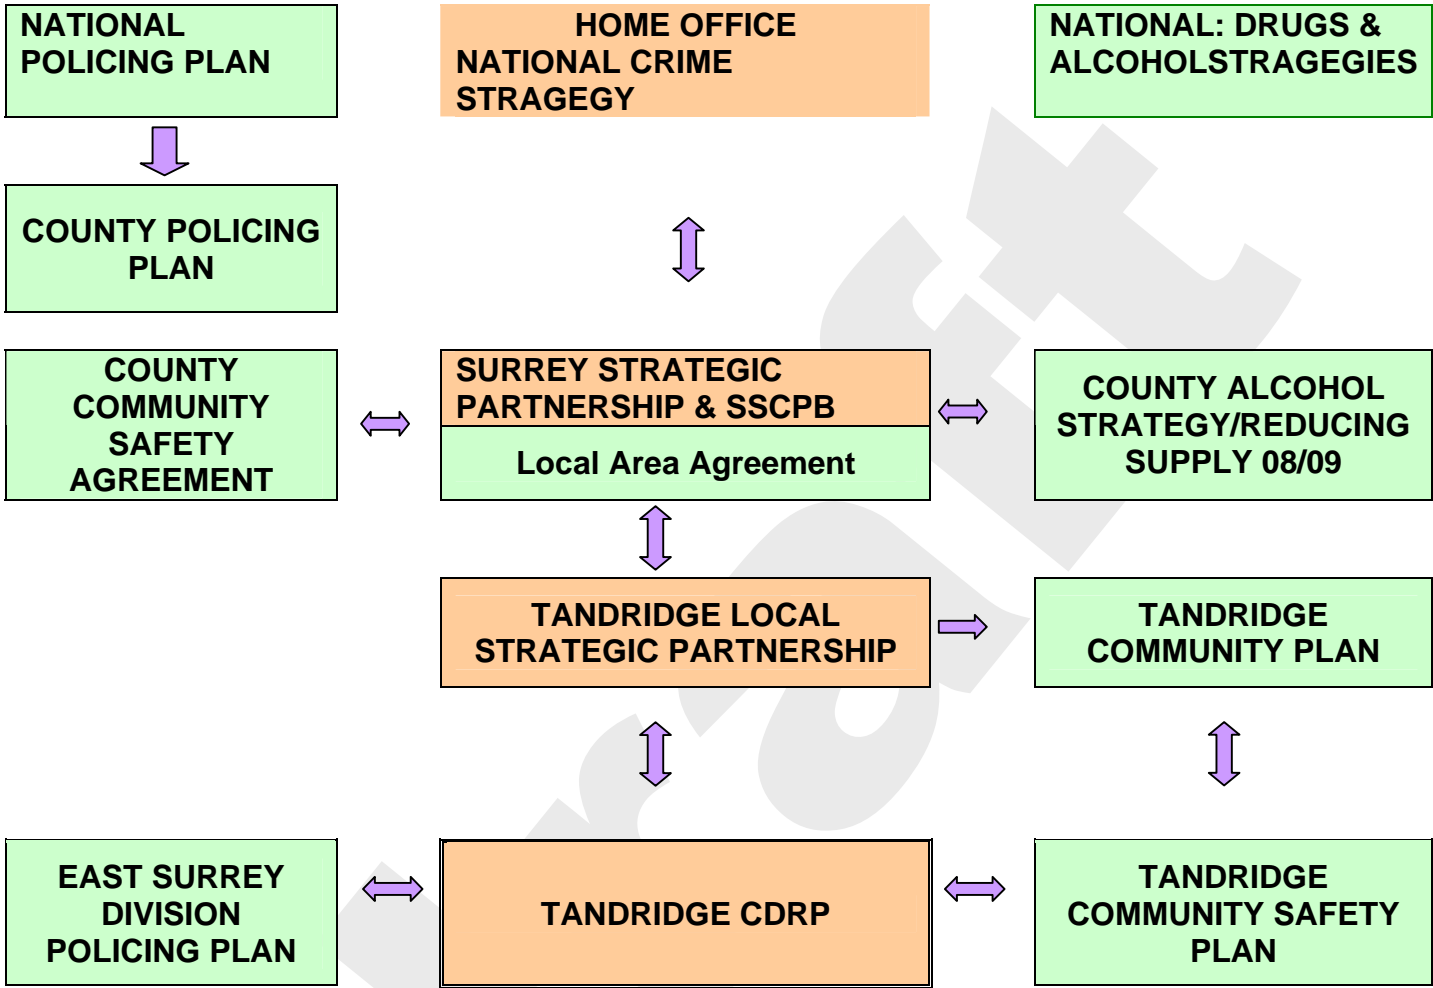 NATIONAL
POLICING PLAN
HOME OFFICE
NATIONAL CRIME
STRAGEGY
NATIONAL: DRUGS &
ALCOHOLSTRAGEGIES
COUNTY POLICING
PLAN
COUNTY
COMMUNITY
SAFETY
AGREEMENT
SURREY STRATEGIC
PARTNERSHIP & SSCPB
Local Area Agreement
COUNTY ALCOHOL
STRATEGY/REDUCING
SUPPLY 08/09
TANDRIDGE LOCAL
STRATEGIC PARTNERSHIP
TANDRIDGE
COMMUNITY PLAN
EAST SURREY
DIVISION
POLICING PLAN
TANDRIDGE CDRP
TANDRIDGE
COMMUNITY SAFETY
PLAN